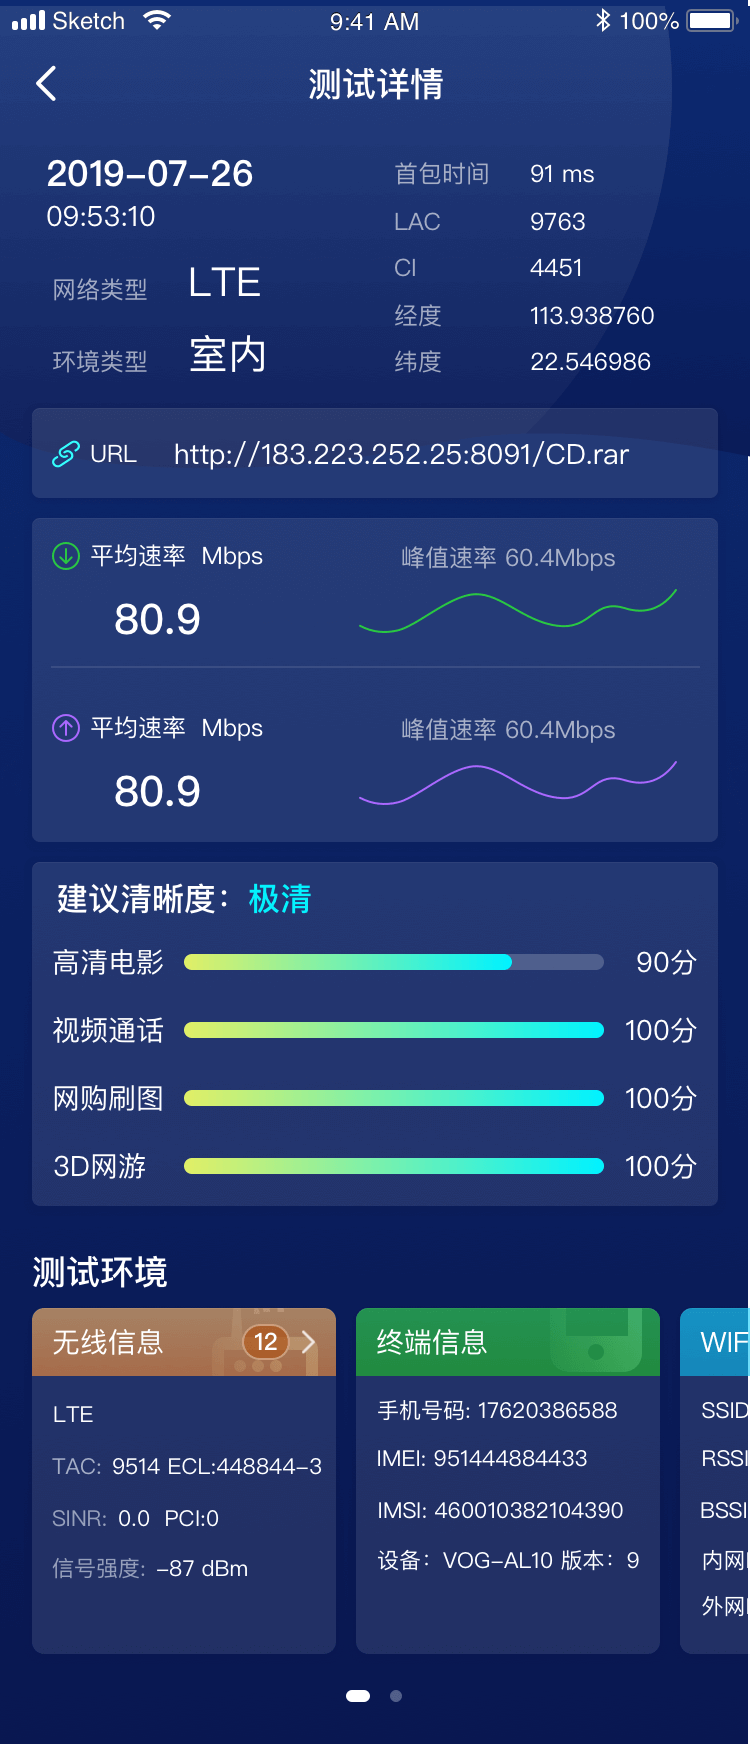 Sketch 9:41 AM 100%
测试详情
2019-07-26
09:53:10
网络类型 LTE
环境类型 室内
首包时间 91 ms
LAC 9763
CI 4451
经度 113.938760
纬度 22.546986
URL http://183.223.252.25:8091/CD.rar
平均速率 Mbps 峰值速率 60.4Mbps
80.9
平均速率 Mbps 峰值速率 60.4Mbps
80.9
建议清晰度：极清
高清电影 90分
视频通话 100分
网购刷图 100分
3D网游 100分
测试环境
无线信息 12
LTE
TAC: 9514 ECL:448844-3
SINR: 0.0 PCI:0
信号强度: -87 dBm
终端信息
手机号码: 17620386588
IMEI: 951444884433
IMSI: 460010382104390
设备：VOG-AL10 版本：9
WIF
SSID
RSSI
BSSI
内网
外网